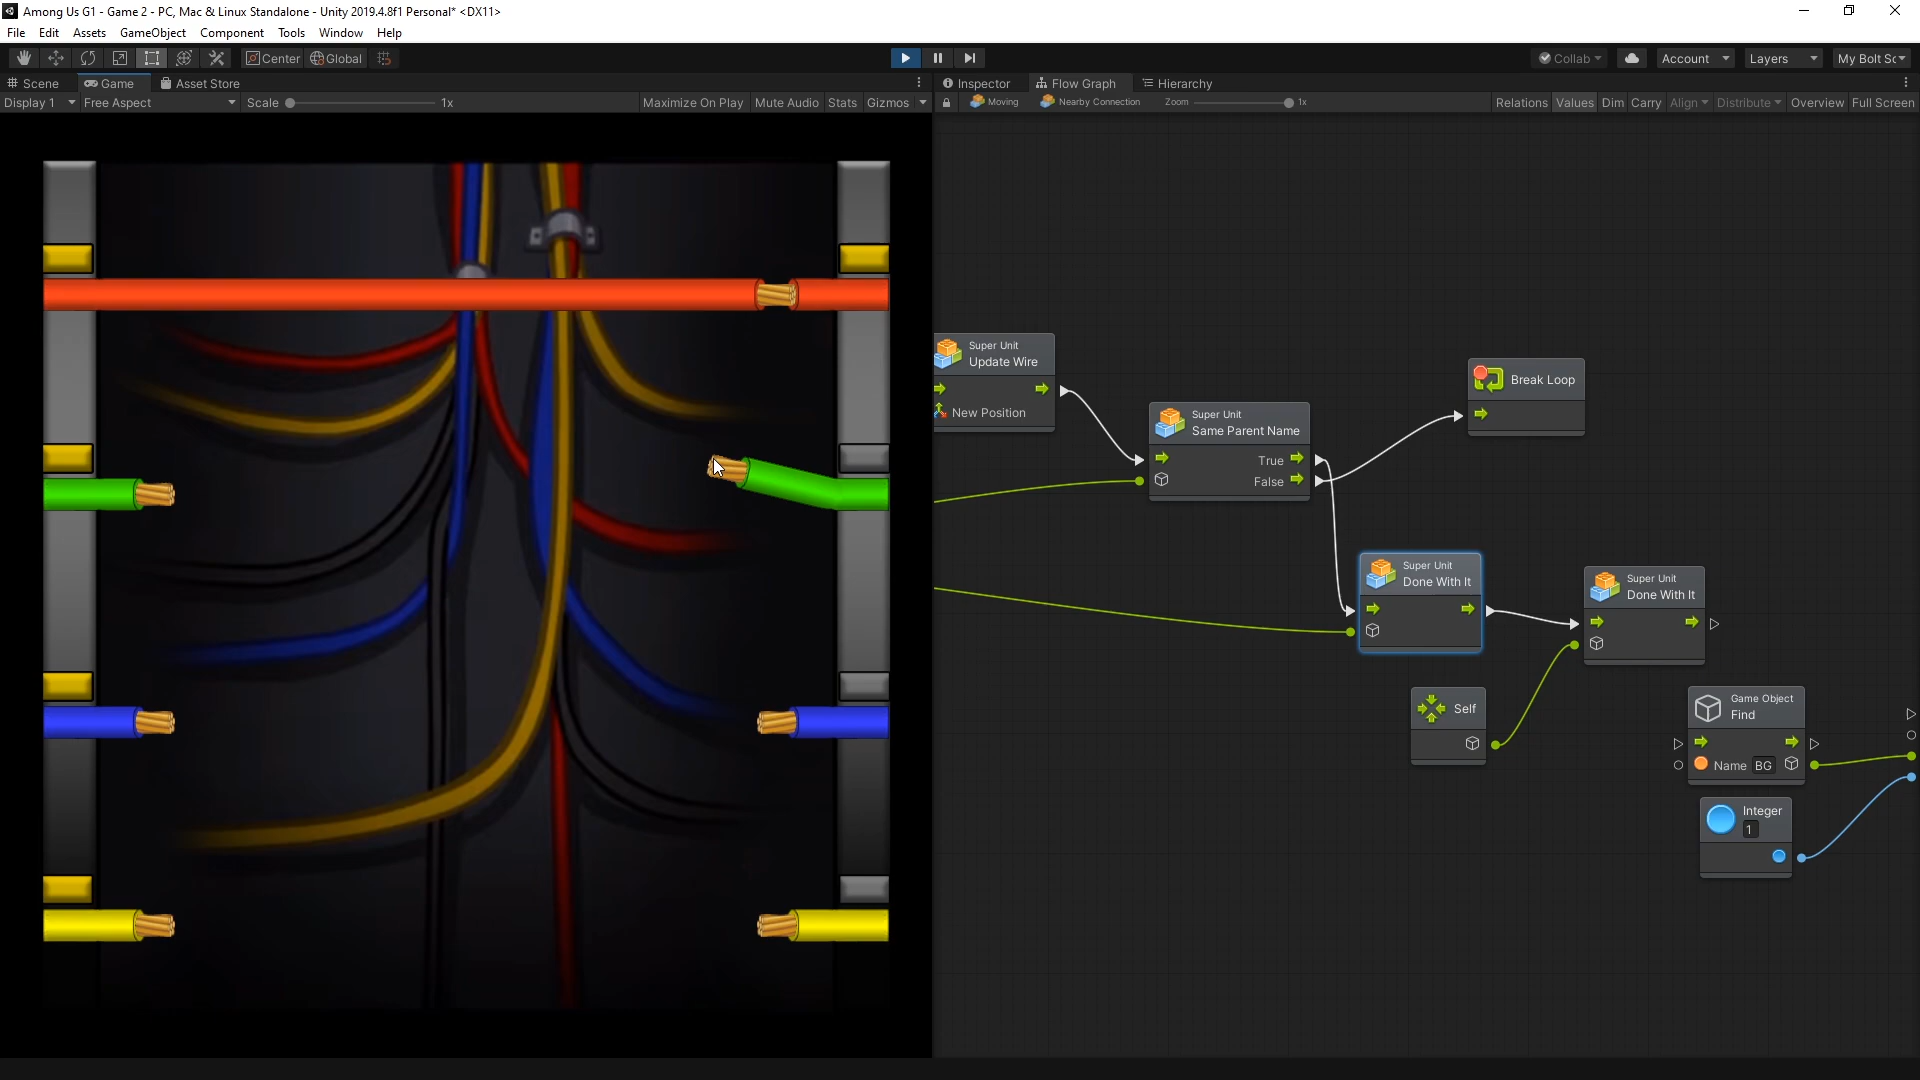 Among Us G1 - Game 2 - PC, Mac & Linux Standalone - Unity 2019.4.8f1 Personal* <DX11>
File Edit Assets GameObject Component Tools Window Help
Center Global Collab Account Layers My Bolt Sc
Scene Game Asset Store Inspector Flow Graph Hierarchy
Display 1 Free Aspect Scale 1x Maximize On Play Mute Audio Stats Gizmos Moving Nearby Connection Zoom 1x Relations Values Dim Carry Align Distribute Overview Full Screen
Super Unit
Update Wire
New Position
Super Unit
Same Parent Name
True
False
Break Loop
Super Unit
Done With It
Super Unit
Done With It
Self
Game Object
Find
Name BG
Integer
1